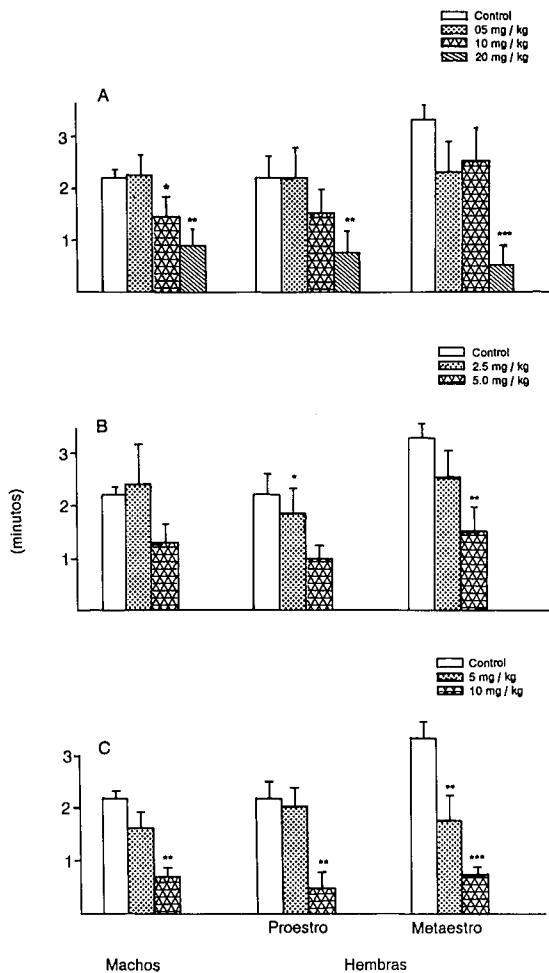 Control
05 mg / kg
10 mg / kg
20 mg / kg
A
3
2
1
*
**
**
***
Control
2.5 mg / kg
5.0 mg / kg
B
3
2
1
(minutos)
*
**
Control
5 mg / kg
10 mg / kg
C
3
2
1
**
**
**
***
Proestro Metaestro
Machos Hembras